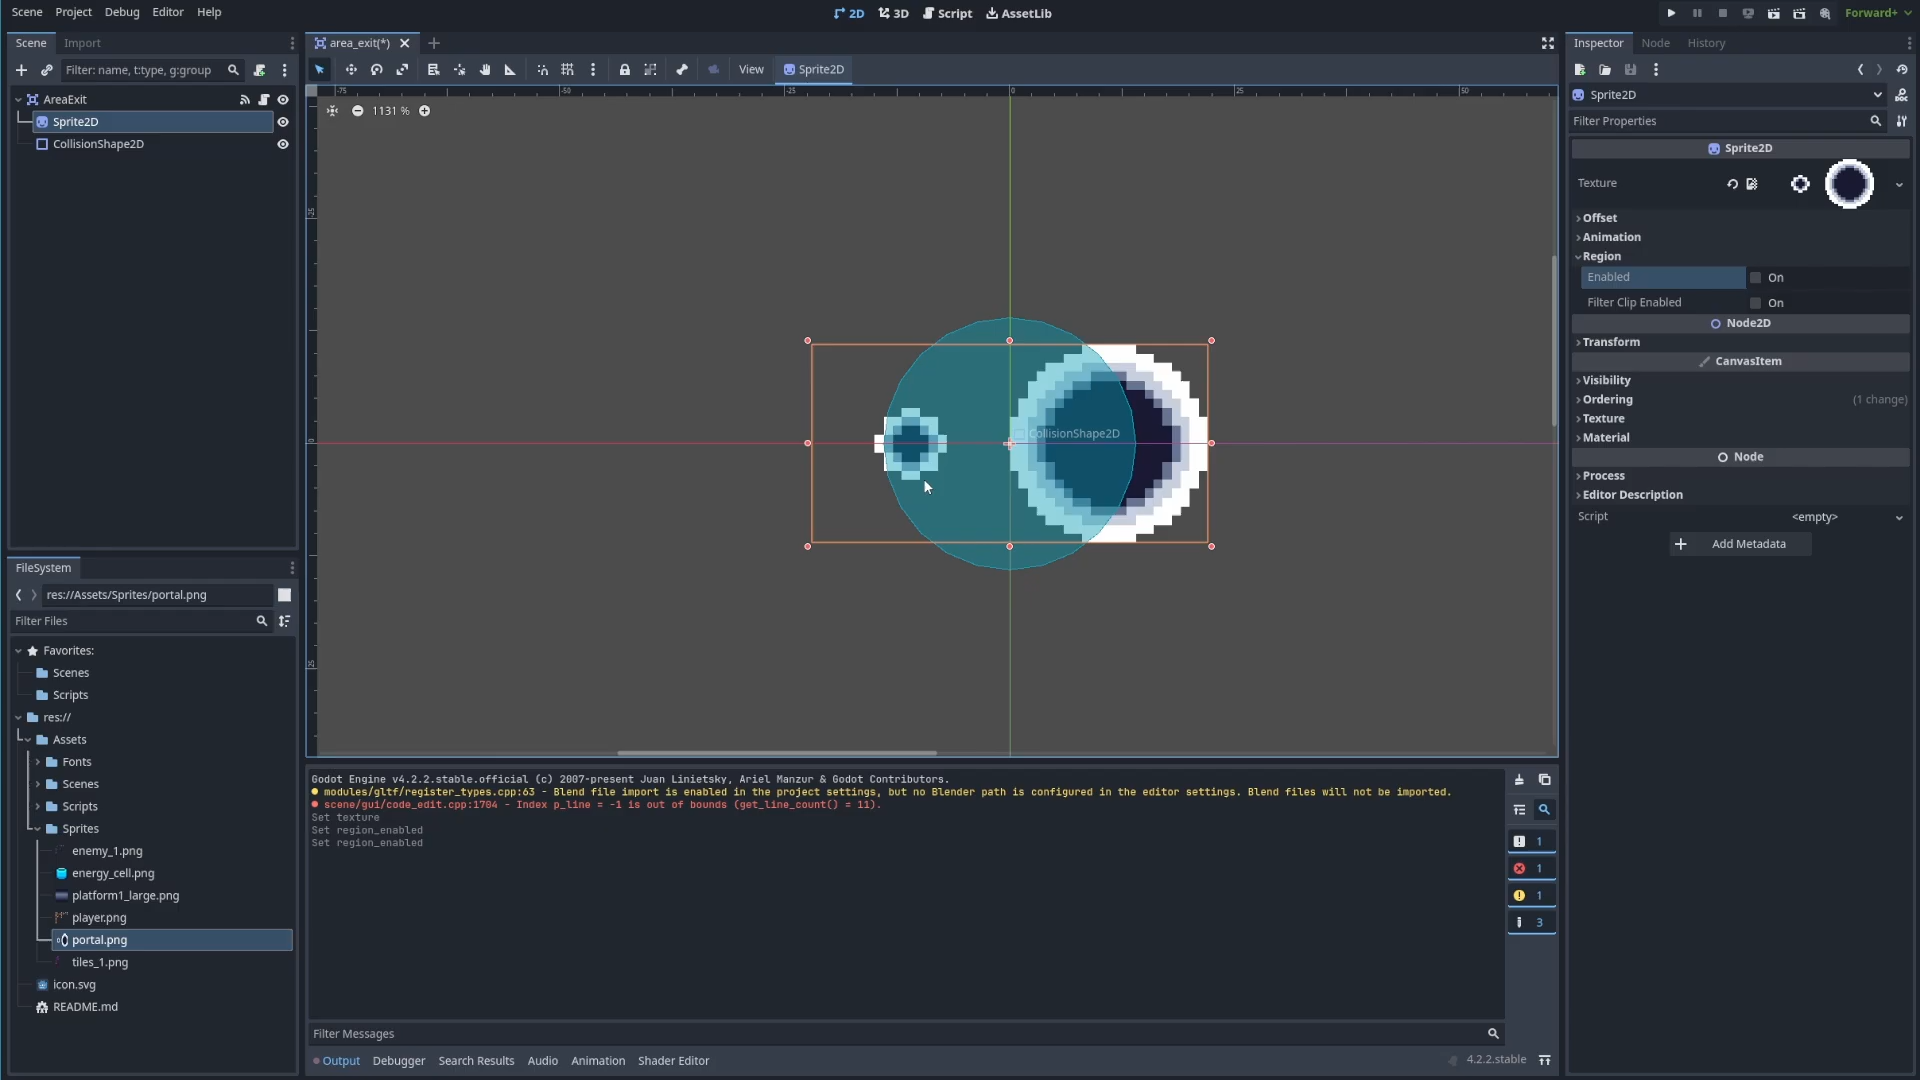 Scene Project Debug Editor Help
2D 3D Script AssetLib
Forward+
Scene Import
Filter: name, t:type, g:group
AreaExit
Sprite2D
CollisionShape2D
area_exit(*)
View Sprite2D
-75 -50 -25 0 25 50
1131 %
CollisionShape2D
FileSystem
res://Assets/Sprites/portal.png
Filter Files
Favorites:
Scenes
Scripts
res://
Assets
Fonts
Scenes
Scripts
Sprites
enemy_1.png
energy_cell.png
platform1_large.png
player.png
portal.png
tiles_1.png
icon.svg
README.md
Godot Engine v4.2.2.stable.official (c) 2007-present Juan Linietsky, Ariel Manzur & Godot Contributors.
modules/gltf/register_types.cpp:63 - Blend file import is enabled in the project settings, but no Blender path is configured in the editor settings. Blend files will not be imported.
scene/gui/code_edit.cpp:1704 - Index p_line = -1 is out of bounds (get_line_count() = 11).
Set texture
Set region_enabled
Set region_enabled
1
1
1
3
Filter Messages
Output Debugger Search Results Audio Animation Shader Editor
4.2.2.stable
Inspector Node History
Sprite2D
Filter Properties
Sprite2D
Texture
Offset
Animation
Region
Enabled On
Filter Clip Enabled On
Node2D
Transform
CanvasItem
Visibility
Ordering (1 change)
Texture
Material
Node
Process
Editor Description
Script <empty>
Add Metadata